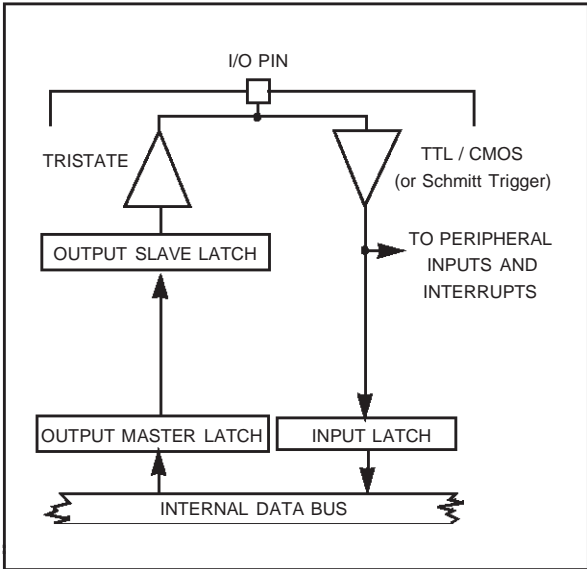 I/O PIN
TRISTATE
TTL / CMOS
(or Schmitt Trigger)
OUTPUT SLAVE LATCH
TO PERIPHERAL
INPUTS AND
INTERRUPTS
OUTPUT MASTER LATCH
INPUT LATCH
INTERNAL DATA BUS